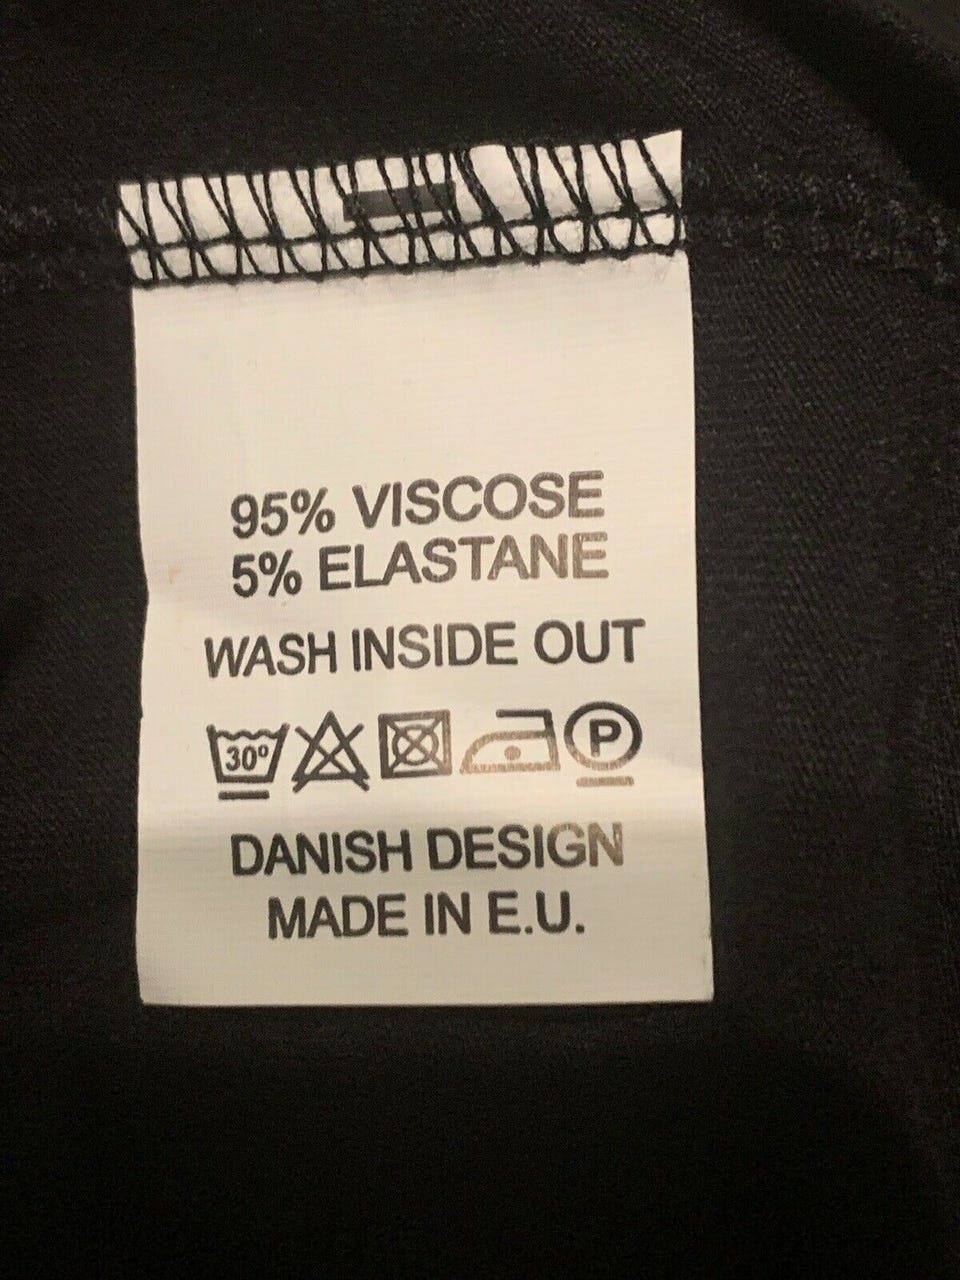 95% VISCOSE
5% ELASTANE
WASH INSIDE OUT
30° P
DANISH DESIGN
MADE IN E.U.